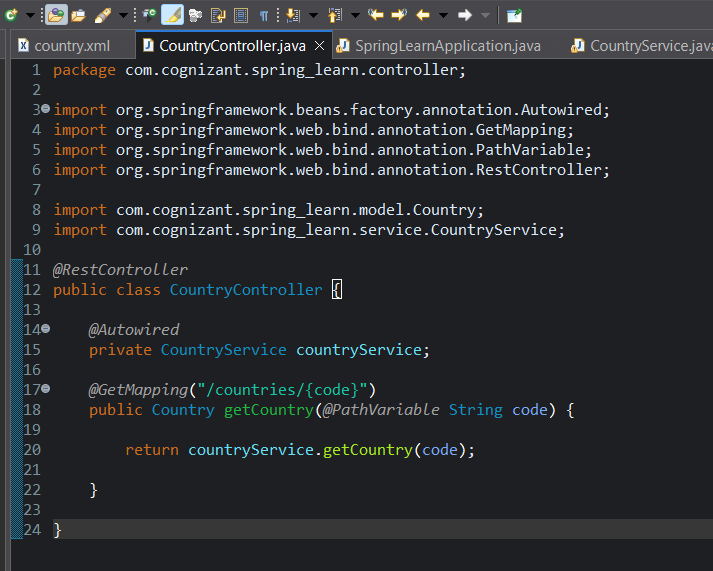 country.xml CountryController.java SpringLearnApplication.java CountryService.java
1 package com.cognizant.spring_learn.controller;
2
3 import org.springframework.beans.factory.annotation.Autowired;
4 import org.springframework.web.bind.annotation.GetMapping;
5 import org.springframework.web.bind.annotation.PathVariable;
6 import org.springframework.web.bind.annotation.RestController;
7
8 import com.cognizant.spring_learn.model.Country;
9 import com.cognizant.spring_learn.service.CountryService;
10
11 @RestController
12 public class CountryController {
13
14     @Autowired
15     private CountryService countryService;
16
17     @GetMapping("/countries/{code}")
18     public Country getCountry(@PathVariable String code) {
19
20         return countryService.getCountry(code);
21
22     }
23
24 }